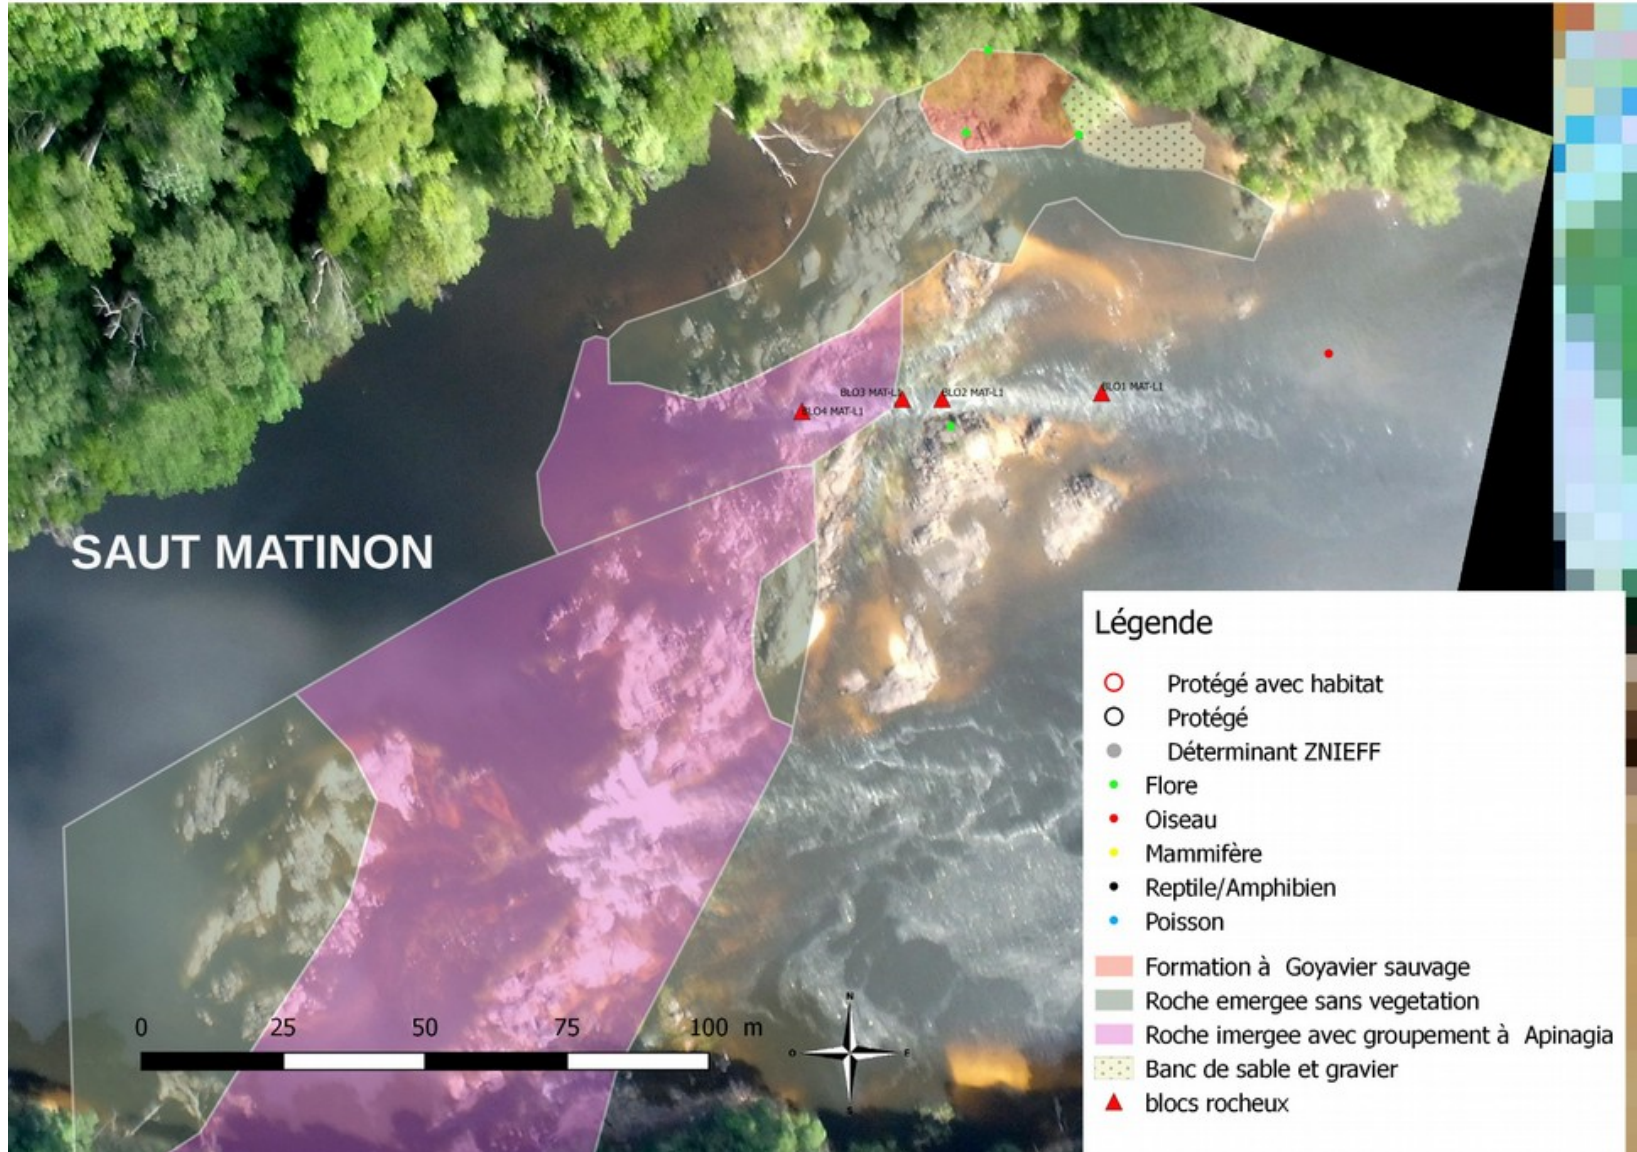 BLO3 MAT-L1
BLO2 MAT-L1
BLO1 MAT-L1
BLO4 MAT-L1
SAUT MATINON
Légende
Protégé avec habitat
Protégé
Déterminant ZNIEFF
Flore
Oiseau
Mammifère
Reptile/Amphibien
Poisson
Formation à Goyavier sauvage
Roche emergee sans vegetation
Roche imergee avec groupement à Apinagia
Banc de sable et gravier
blocs rocheux
0 25 50 75 100 m
N
O E
S